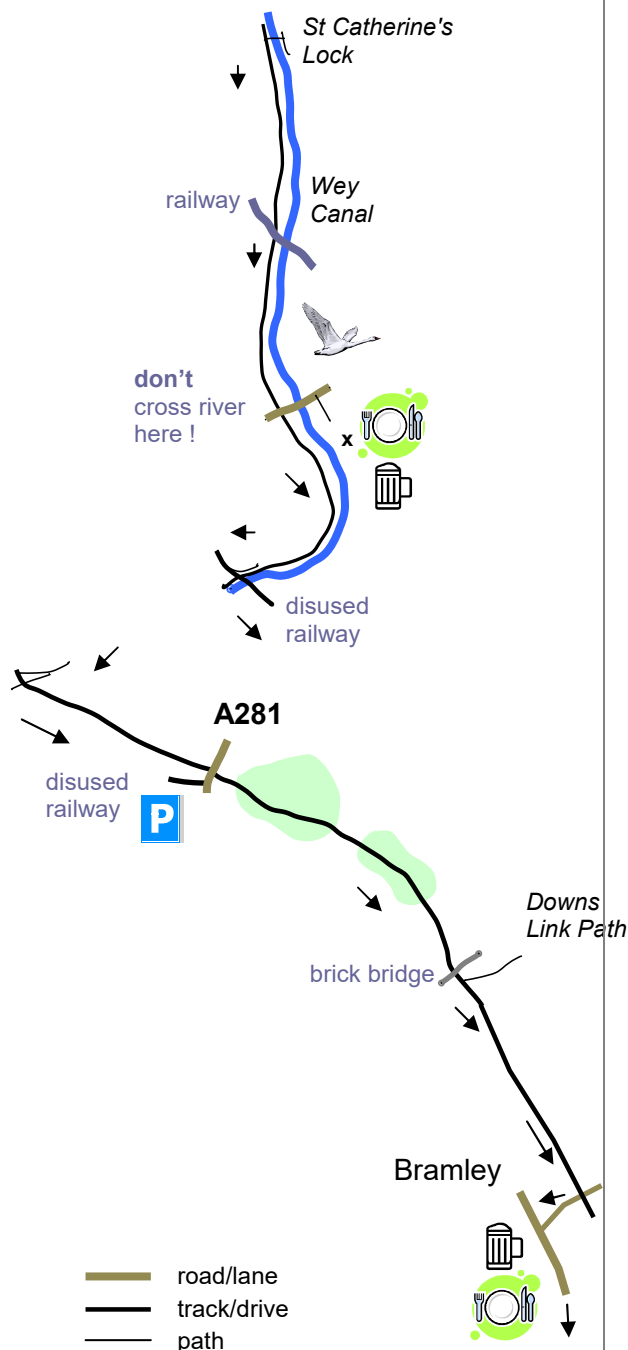 St Catherine's
Lock
railway
Wey
Canal
don't
cross river
here !
x
disused
railway
A281
disused
railway
P
Downs
Link Path
brick bridge
Bramley
road/lane
track/drive
path